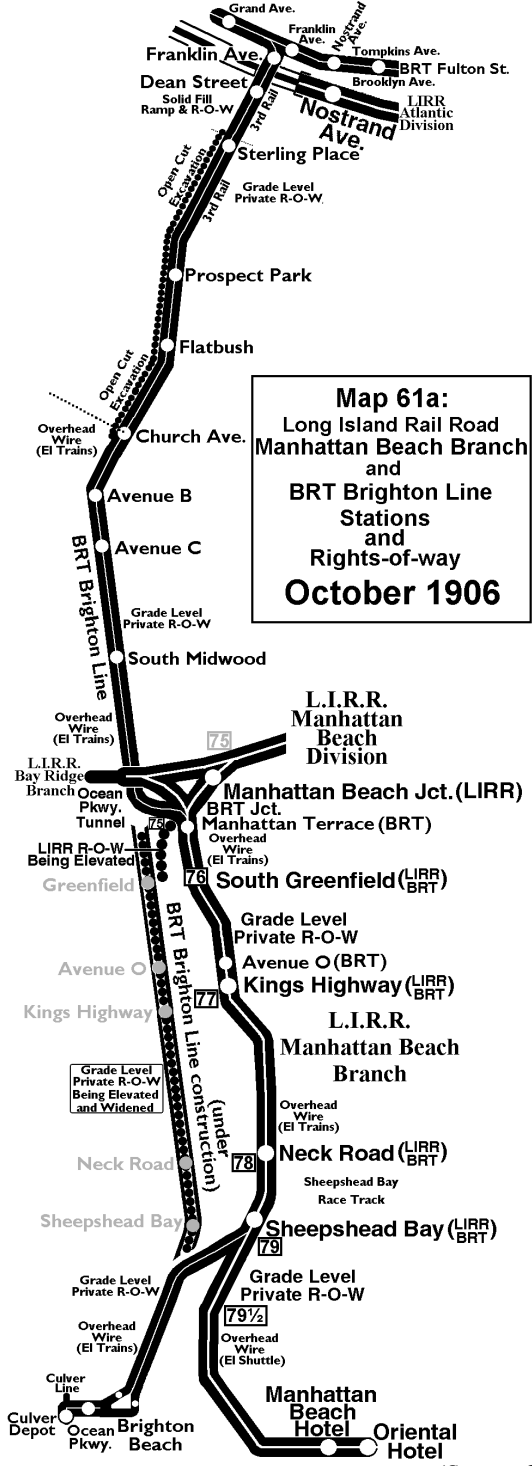 Grand Ave.
Franklin
Ave.
Nostrand
Ave.
Tompkins Ave.
Franklin Ave.
BRT Fulton St.
Dean Street
Brooklyn Ave.
Solid Fill
Ramp & R-O-W
3rd Rail
Nostrand
Ave.
LIRR
Atlantic
Division
Sterling Place
Open Cut
Excavation
3rd Rail
Grade Level
Private R-O-W
Prospect Park
Flatbush
Open Cut
Excavation
Overhead
Wire
(El Trains)
Church Ave.
Map 61a:
Long Island Rail Road
Manhattan Beach Branch
and
BRT Brighton Line
Stations
and
Rights-of-way
October 1906
Avenue B
Avenue C
BRT Brighton Line
Grade Level
Private R-O-W
South Midwood
Overhead
Wire
(El Trains)
L.I.R.R.
Manhattan
Beach
Division
75
L.I.R.R.
Bay Ridge
Branch
Manhattan Beach Jct. (LIRR)
Ocean
Pkwy.
Tunnel
BRT Jct.
75
Manhattan Terrace (BRT)
Overhead
Wire
(El Trains)
LIRR R-O-W
Being Elevated
76
South Greenfield (LIRR
BRT)
Greenfield
Grade Level
Private R-O-W
BRT Brighton Line construction
(under
construction)
Avenue O
Avenue O (BRT)
Kings Highway
77
Kings Highway (LIRR
BRT)
L.I.R.R.
Manhattan Beach
Branch
Grade Level
Private R-O-W
Being Elevated
and Widened
Overhead
Wire
(El Trains)
Neck Road
78
Neck Road (LIRR
BRT)
Sheepshead Bay
Race Track
Sheepshead Bay
Sheepshead Bay (LIRR
BRT)
79
Grade Level
Private R-O-W
Grade Level
Private R-O-W
79½
Overhead
Wire
(El Trains)
Overhead
Wire
(El Shuttle)
Culver
Line
Culver
Depot
Ocean
Pkwy.
Brighton
Beach
Manhattan
Beach
Hotel
Oriental
Hotel